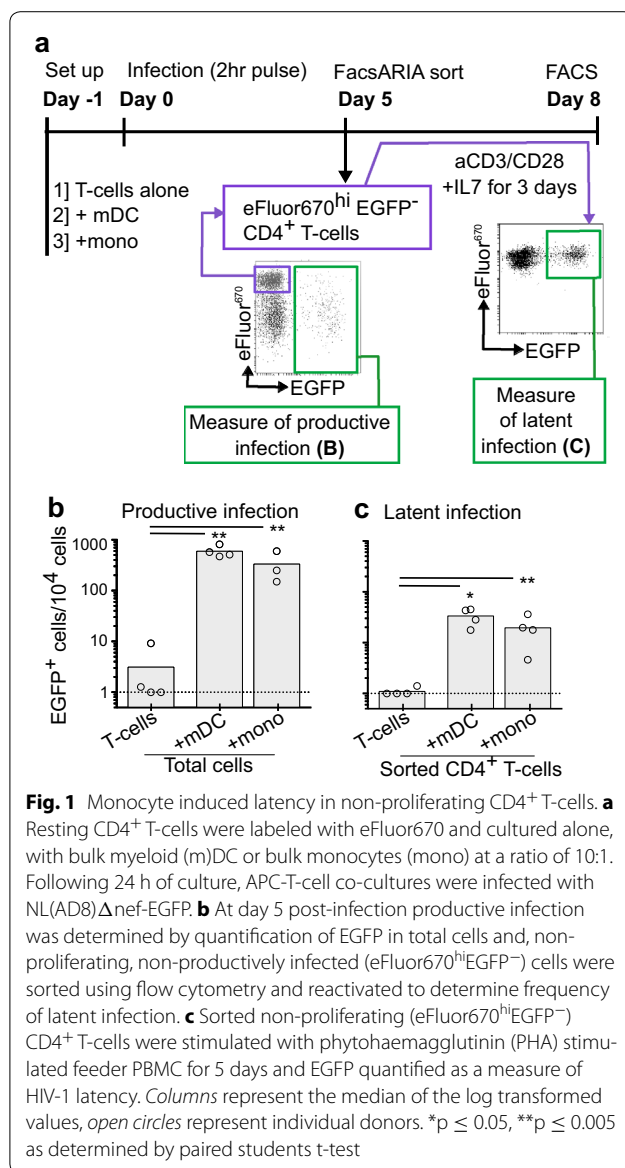 a
Set up Infection (2hr pulse) FacsARIA sort FACS
Day -1 Day 0 Day 5 Day 8
1] T-cells alone
2] + mDC
3] +mono
eFluor670hi EGFP-
CD4+ T-cells
aCD3/CD28
+IL7 for 3 days
eFluor670
EGFP
eFluor670
EGFP
Measure of productive
infection (B)
Measure
of latent
infection (C)
b Productive infection
EGFP+ cells/10^4 cells
1000
100
10
1
**
**
T-cells +mDC +mono
Total cells
c Latent infection
*
**
T-cells +mDC +mono
Sorted CD4+ T-cells
Fig. 1 Monocyte induced latency in non-proliferating CD4+ T-cells. a
Resting CD4+ T-cells were labeled with eFluor670 and cultured alone,
with bulk myeloid (m)DC or bulk monocytes (mono) at a ratio of 10:1.
Following 24 h of culture, APC-T-cell co-cultures were infected with
NL(AD8)Δnef-EGFP. b At day 5 post-infection productive infection
was determined by quantification of EGFP in total cells and, non-
proliferating, non-productively infected (eFluor670hiEGFP−) cells were
sorted using flow cytometry and reactivated to determine frequency
of latent infection. c Sorted non-proliferating (eFluor670hiEGFP−)
CD4+ T-cells were stimulated with phytohaemagglutinin (PHA) stimu-
lated feeder PBMC for 5 days and EGFP quantified as a measure of
HIV-1 latency. Columns represent the median of the log transformed
values, open circles represent individual donors. *p ≤ 0.05, **p ≤ 0.005
as determined by paired students t-test